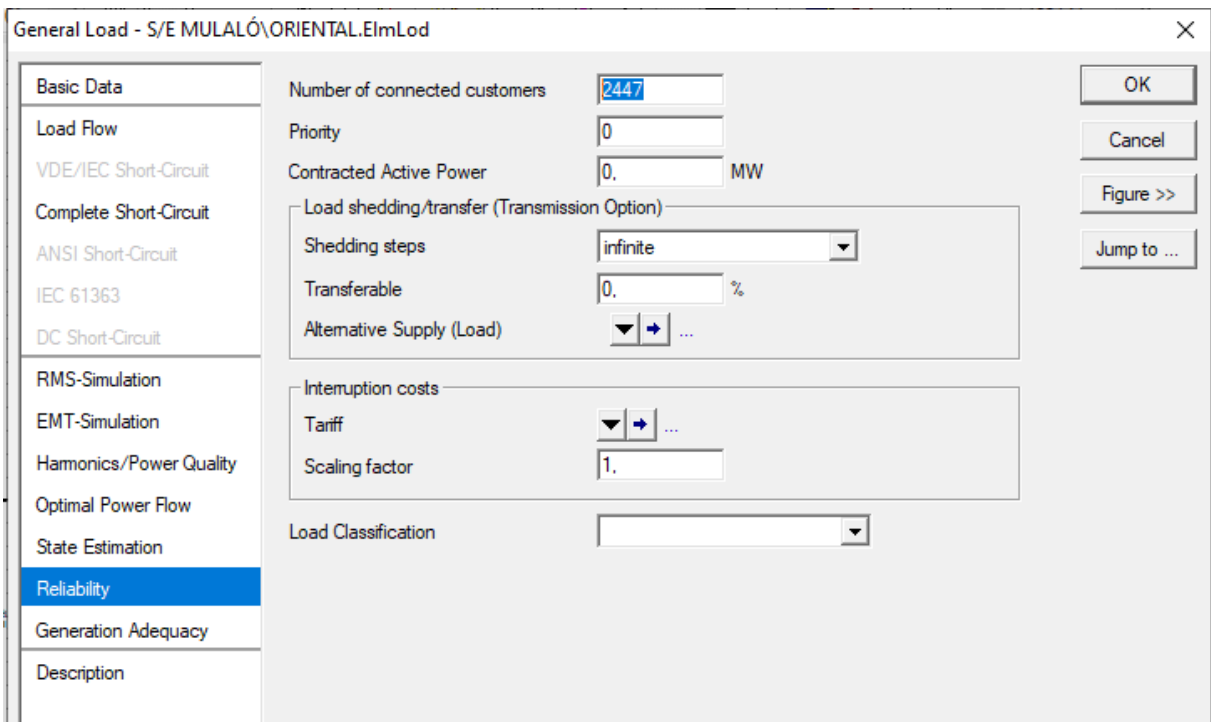 General Load - S/E MULALÓ\ORIENTAL.ElmLod
Basic Data
Load Flow
VDE/IEC Short-Circuit
Complete Short-Circuit
ANSI Short-Circuit
IEC 61363
DC Short-Circuit
RMS-Simulation
EMT-Simulation
Harmonics/Power Quality
Optimal Power Flow
State Estimation
Reliability
Generation Adequacy
Description
Number of connected customers 2447
Priority 0
Contracted Active Power 0, MW
Load shedding/transfer (Transmission Option)
Shedding steps infinite
Transferable 0, %
Alternative Supply (Load) ...
Interruption costs
Tariff ...
Scaling factor 1,
Load Classification
OK
Cancel
Figure >>
Jump to ...